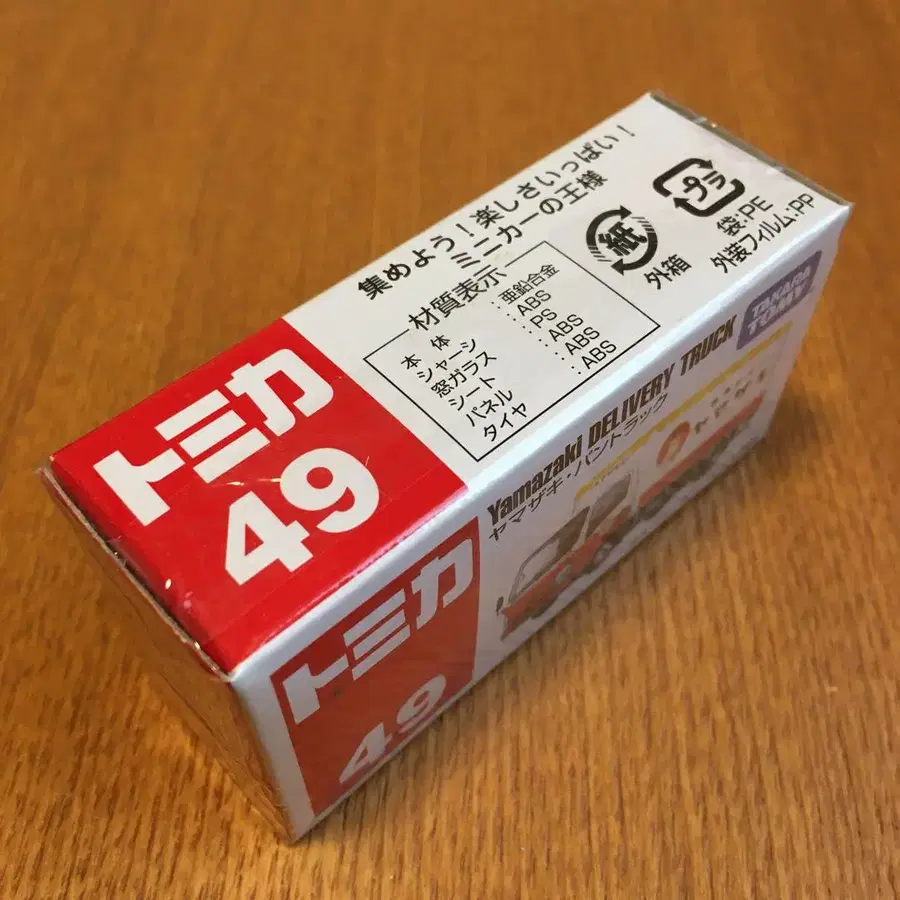 集めよう！楽しさいっぱい！
ミニカーの王様
材質表示
本体：亜鉛合金
シャーシ：ABS
窓ガラス：PS
シート：ABS
パネル：ABS
タイヤ：ABS
紙
外箱
プラ
袋：PE
外装フィルム：PP
トミカ
49
Yamazaki DELIVERY TRUCK
ヤマザキ・パントラック
TAKARA
TOMY
トミカ
49